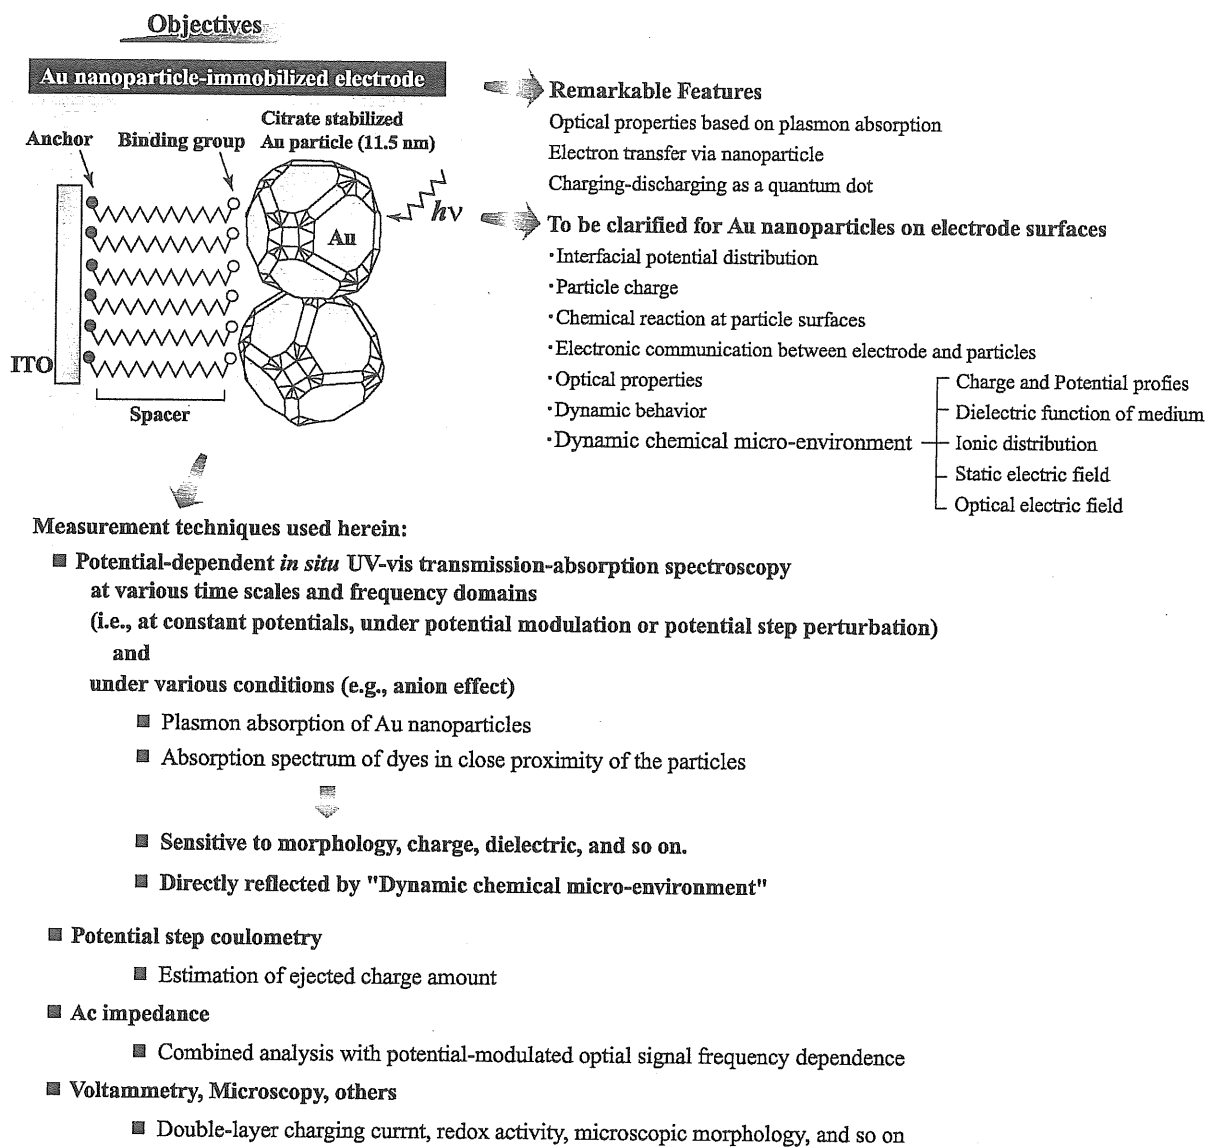 Objectives
Au nanoparticle-immobilized electrode
Citrate stabilized
Au particle (11.5 nm)
Anchor
Binding group
hν
Au
ITO
Spacer
Remarkable Features
Optical properties based on plasmon absorption
Electron transfer via nanoparticle
Charging-discharging as a quantum dot
To be clarified for Au nanoparticles on electrode surfaces
·Interfacial potential distribution
·Particle charge
·Chemical reaction at particle surfaces
·Electronic communication between electrode and particles
·Optical properties
·Dynamic behavior
·Dynamic chemical micro-environment
Charge and Potential profies
Dielectric function of medium
Ionic distribution
Static electric field
Optical electric field
Measurement techniques used herein:
■ Potential-dependent in situ UV-vis transmission-absorption spectroscopy
at various time scales and frequency domains
(i.e., at constant potentials, under potential modulation or potential step perturbation)
and
under various conditions (e.g., anion effect)
■ Plasmon absorption of Au nanoparticles
■ Absorption spectrum of dyes in close proximity of the particles
■ Sensitive to morphology, charge, dielectric, and so on.
■ Directly reflected by "Dynamic chemical micro-environment"
■ Potential step coulometry
■ Estimation of ejected charge amount
■ Ac impedance
■ Combined analysis with potential-modulated optial signal frequency dependence
■ Voltammetry, Microscopy, others
■ Double-layer charging currnt, redox activity, microscopic morphology, and so on